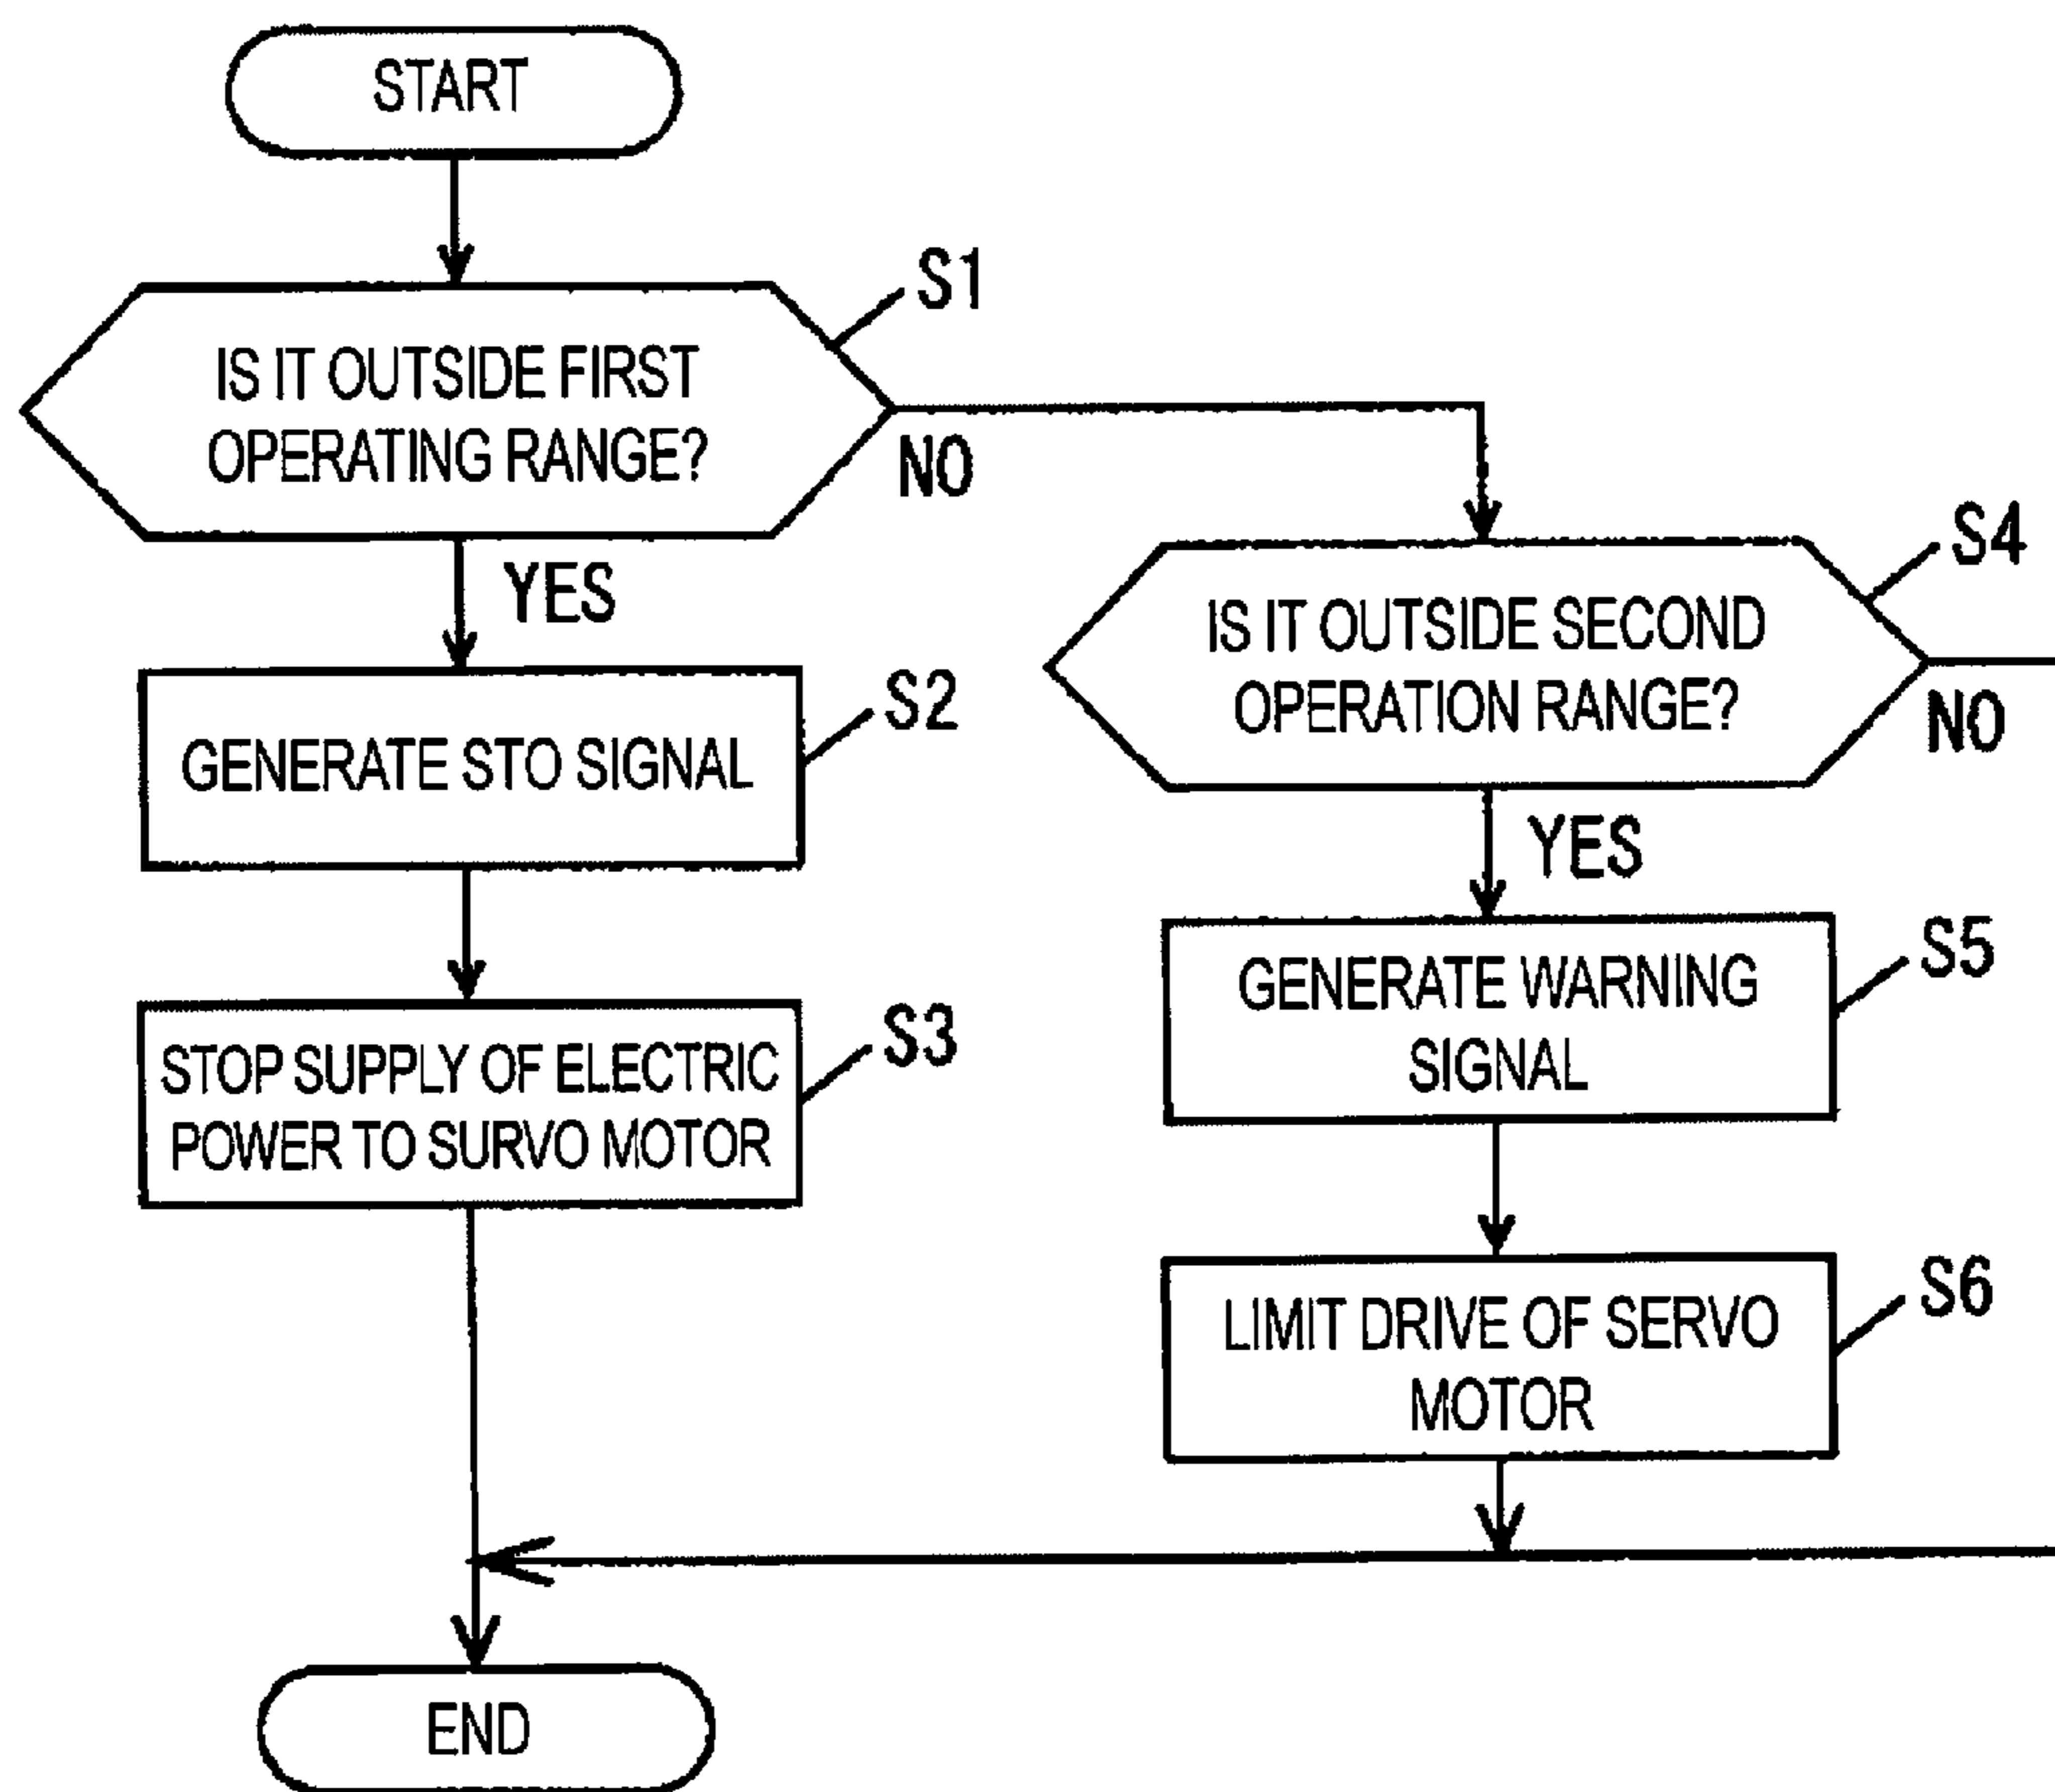 START
S1
IS IT OUTSIDE FIRST
OPERATING RANGE?
NO
YES
S2
GENERATE STO SIGNAL
S3
STOP SUPPLY OF ELECTRIC
POWER TO SURVO MOTOR
S4
IS IT OUTSIDE SECOND
OPERATION RANGE?
NO
YES
S5
GENERATE WARNING
SIGNAL
S6
LIMIT DRIVE OF SERVO
MOTOR
END